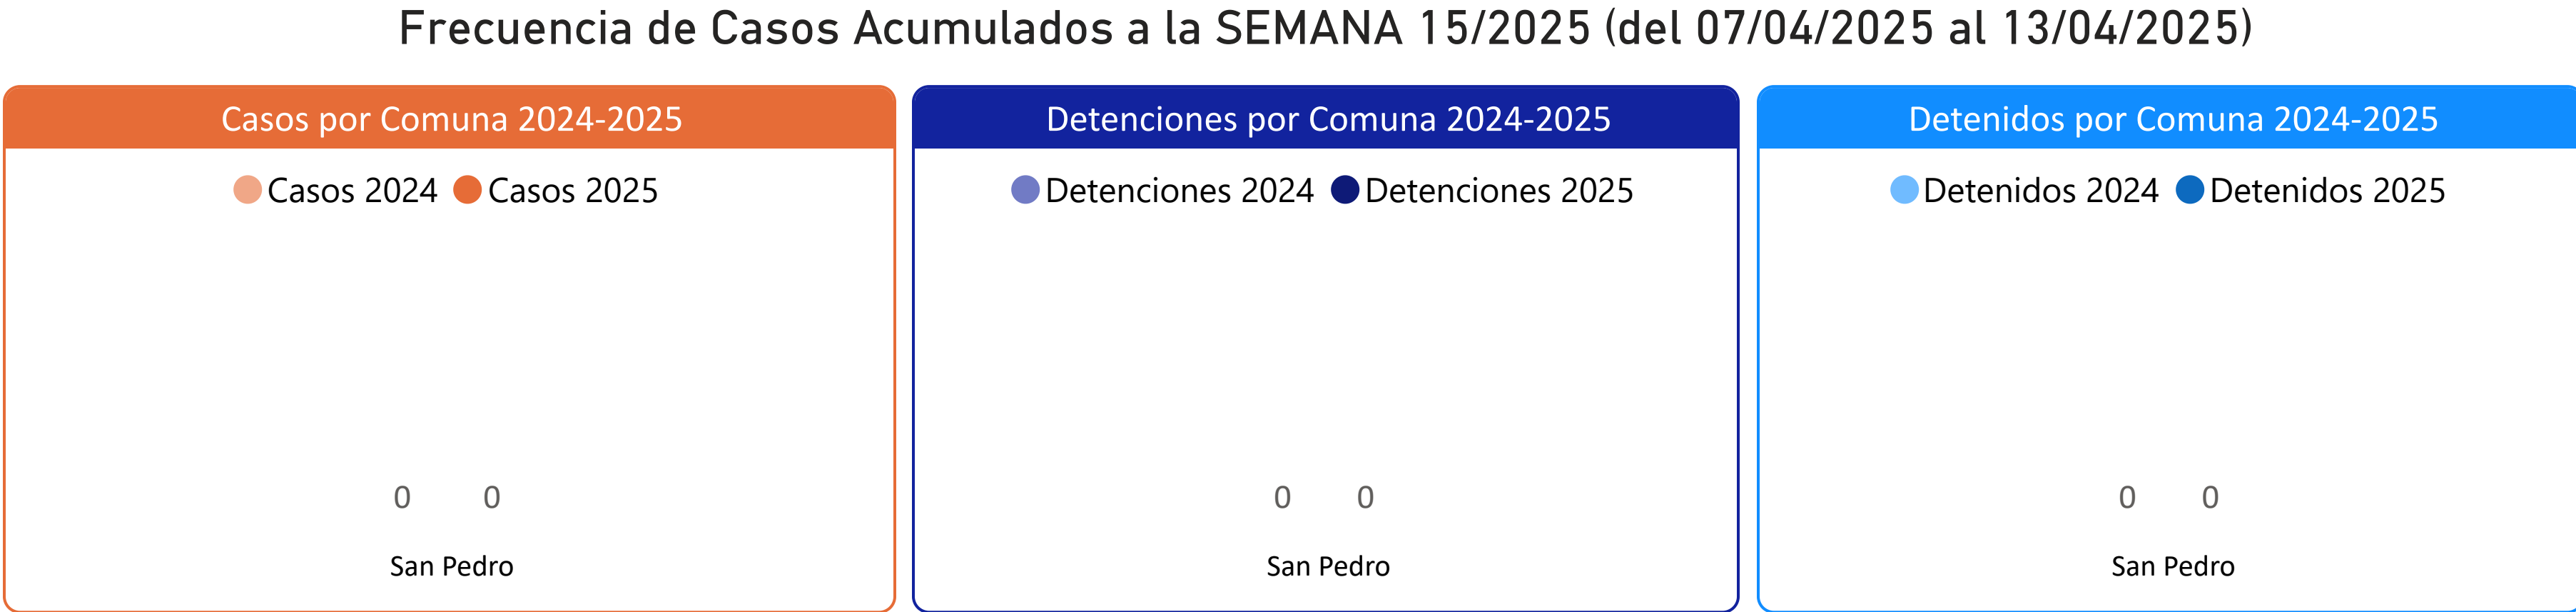 Frecuencia de Casos Acumulados a la SEMANA 15/2025 (del 07/04/2025 al 13/04/2025)
Casos por Comuna 2024-2025
Casos 2024 Casos 2025
0 0
San Pedro
Detenciones por Comuna 2024-2025
Detenciones 2024 Detenciones 2025
0 0
San Pedro
Detenidos por Comuna 2024-2025
Detenidos 2024 Detenidos 2025
0 0
San Pedro